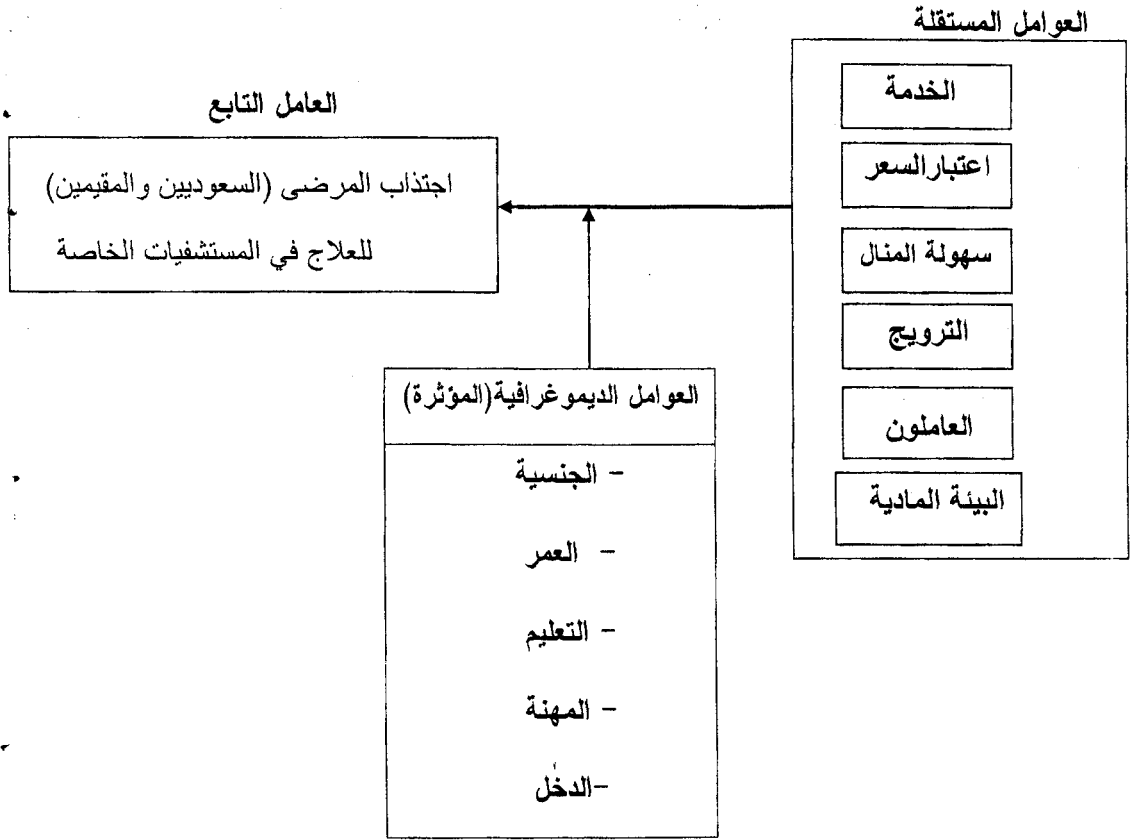 العوامل المستقلة
الخدمة
اعتبارالسعر
سهولة المنال
الترويج
العاملون
البيئة المادية
العامل التابع
اجتذاب المرضى (السعوديين والمقيمين)
للعلاج في المستشفيات الخاصة
العوامل الديموغرافية(المؤثرة)
- الجنسية
- العمر
- التعليم
- المهنة
-الدخل